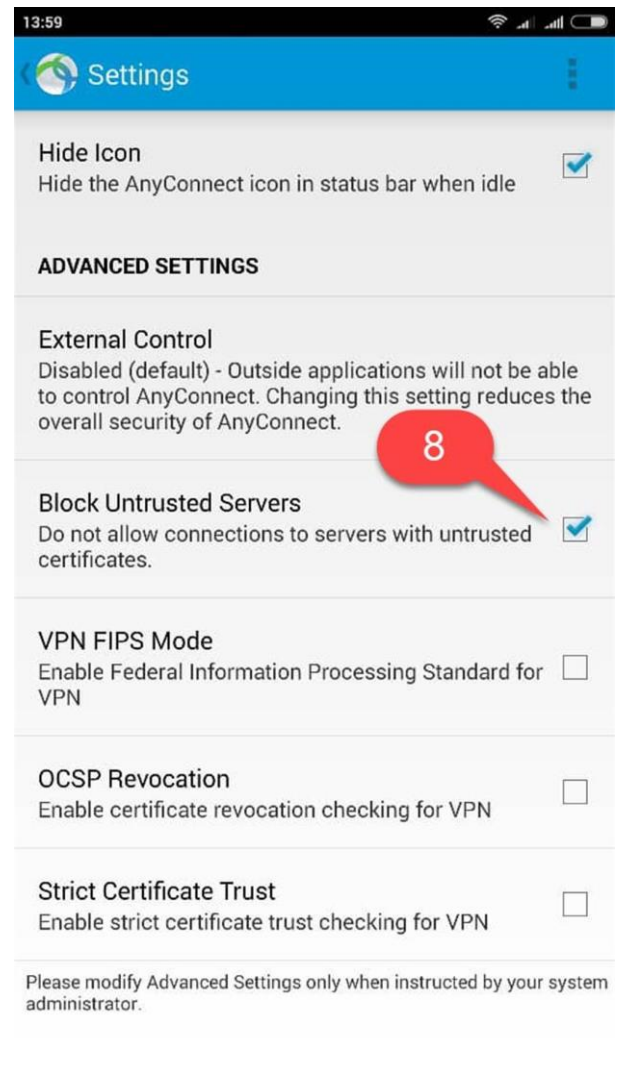 13:59
Settings
Hide Icon
Hide the AnyConnect icon in status bar when idle
ADVANCED SETTINGS
External Control
Disabled (default) - Outside applications will not be able
to control AnyConnect. Changing this setting reduces the
overall security of AnyConnect.
8
Block Untrusted Servers
Do not allow connections to servers with untrusted
certificates.
VPN FIPS Mode
Enable Federal Information Processing Standard for
VPN
OCSP Revocation
Enable certificate revocation checking for VPN
Strict Certificate Trust
Enable strict certificate trust checking for VPN
Please modify Advanced Settings only when instructed by your system
administrator.